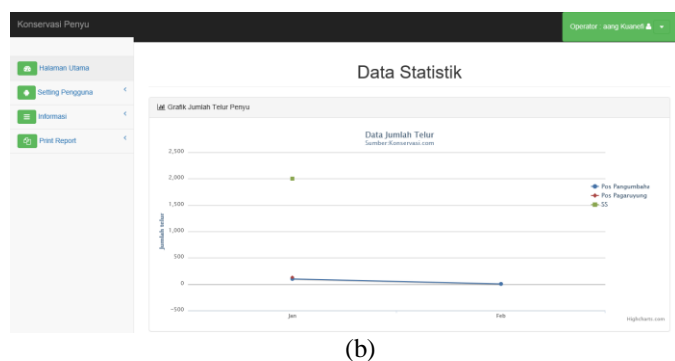 Konservasi Penyu
Operator : aang Kuaneft
Halaman Utama
Data Statistik
Setting Pengguna
Informasi
Print Report
Grafik Jumlah Telur Penyu
Data Jumlah Telur
Sumber:Konservasi.com
2,500
2,000
1,500
1,000
500
0
-500
Jumlah telur
Jan
Feb
Pos Pangumbahu
Pos Pagaruyung
SS
Highcharts.com
(b)